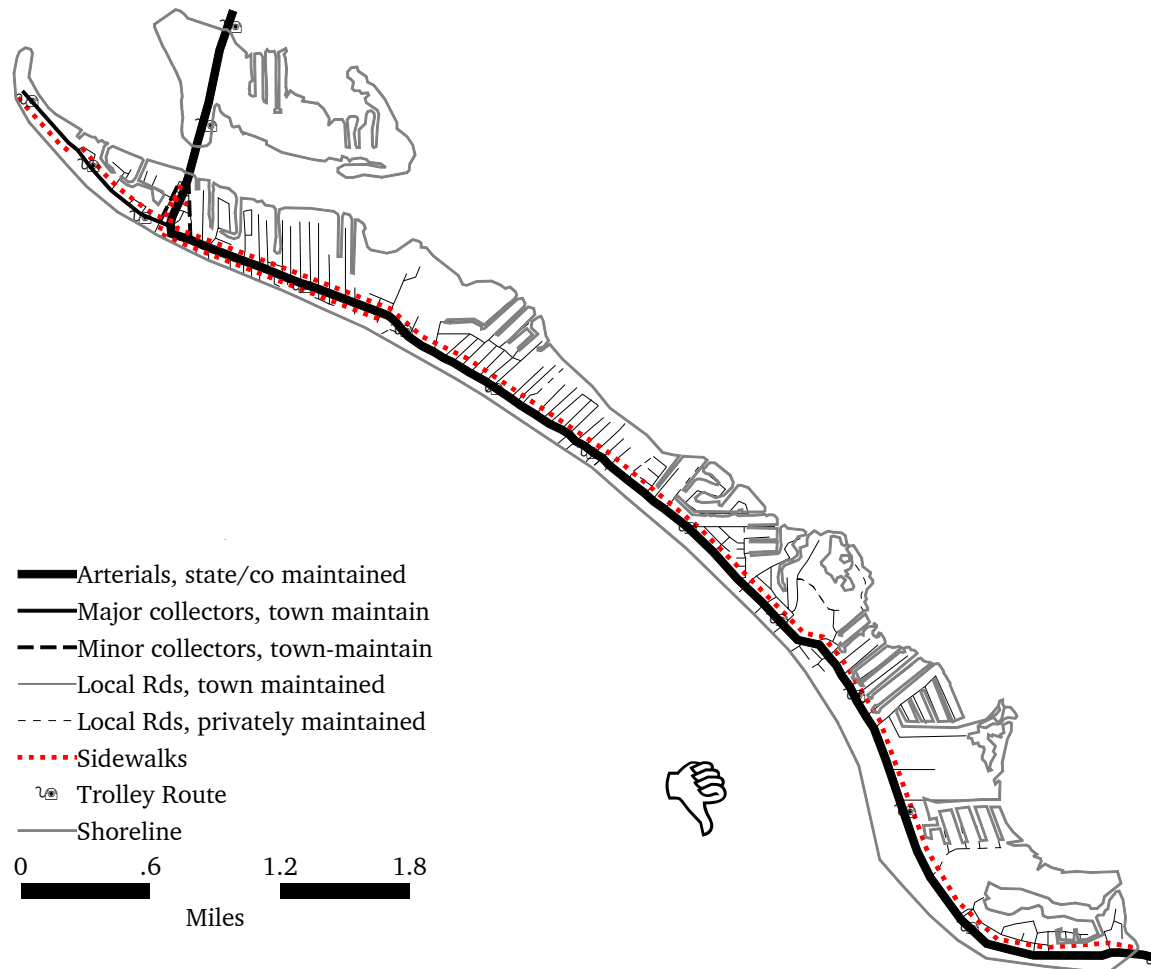 Arterials, state/co maintained
Major collectors, town maintain
Minor collectors, town-maintain
Local Rds, town maintained
Local Rds, privately maintained
Sidewalks
Trolley Route
Shoreline
0 .6 1.2 1.8
Miles